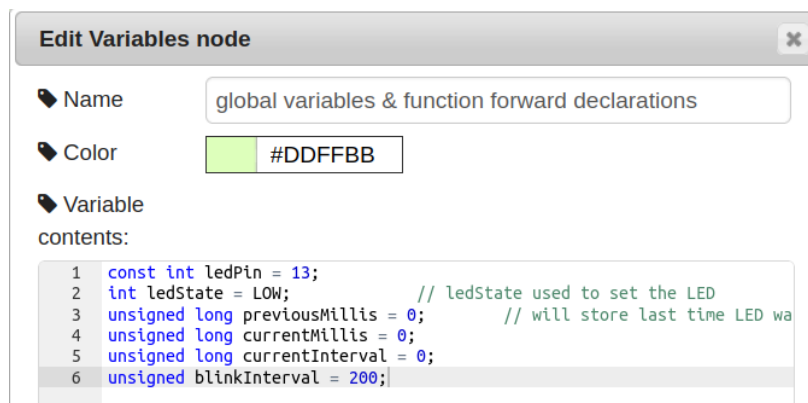 Edit Variables node
Name
global variables & function forward declarations
Color
#DDFFBB
Variable
contents:
1 const int ledPin = 13;
2 int ledState = LOW; // ledState used to set the LED
3 unsigned long previousMillis = 0; // will store last time LED wa
4 unsigned long currentMillis = 0;
5 unsigned long currentInterval = 0;
6 unsigned blinkInterval = 200;